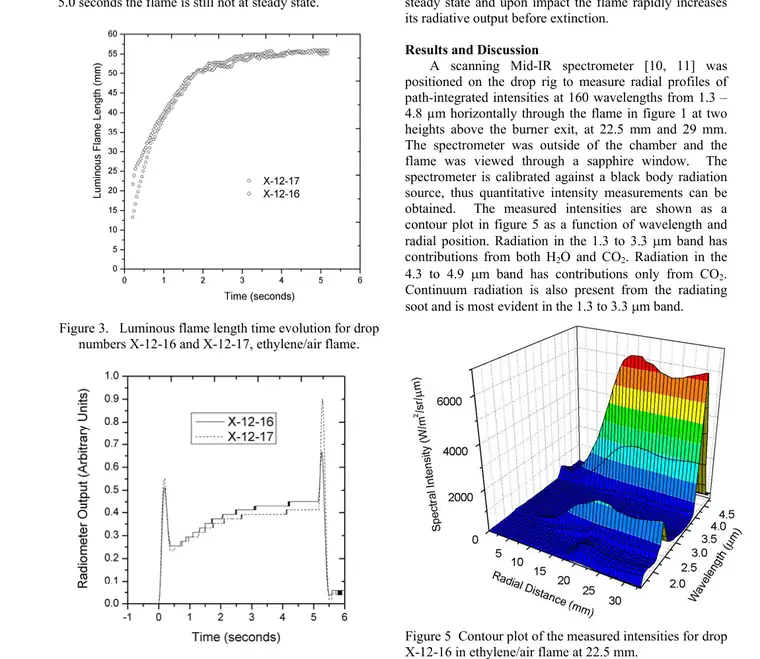 5.0 seconds the flame is still not at steady state.
60
55
50
45
40
35
30
25
20
15
10
5
0
Luminous Flame Length (mm)
X-12-17
X-12-16
0 1 2 3 4 5 6
Time (seconds)
Figure 3. Luminous flame length time evolution for drop
numbers X-12-16 and X-12-17, ethylene/air flame.
1.0
0.9
0.8
0.7
0.6
0.5
0.4
0.3
0.2
0.1
0.0
Radiometer Output (Arbitrary Units)
X-12-16
X-12-17
-1 0 1 2 3 4 5 6
Time (seconds)
steady state and upon impact the flame rapidly increases
its radiative output before extinction.
Results and Discussion
A scanning Mid-IR spectrometer [10, 11] was
positioned on the drop rig to measure radial profiles of
path-integrated intensities at 160 wavelengths from 1.3 –
4.8 µm horizontally through the flame in figure 1 at two
heights above the burner exit, at 22.5 mm and 29 mm.
The spectrometer was outside of the chamber and the
flame was viewed through a sapphire window. The
spectrometer is calibrated against a black body radiation
source, thus quantitative intensity measurements can be
obtained. The measured intensities are shown as a
contour plot in figure 5 as a function of wavelength and
radial position. Radiation in the 1.3 to 3.3 µm band has
contributions from both H₂O and CO₂. Radiation in the
4.3 to 4.9 µm band has contributions only from CO₂.
Continuum radiation is also present from the radiating
soot and is most evident in the 1.3 to 3.3 µm band.
6000
4000
2000
0
Spectral Intensity (W/m²/sr/µm)
5 10 15 20 25 30
Radial Distance (mm)
4.5
4.0
3.5
3.0
2.5
2.0
Wavelength (µm)
Figure 5 Contour plot of the measured intensities for drop
X-12-16 in ethylene/air flame at 22.5 mm.